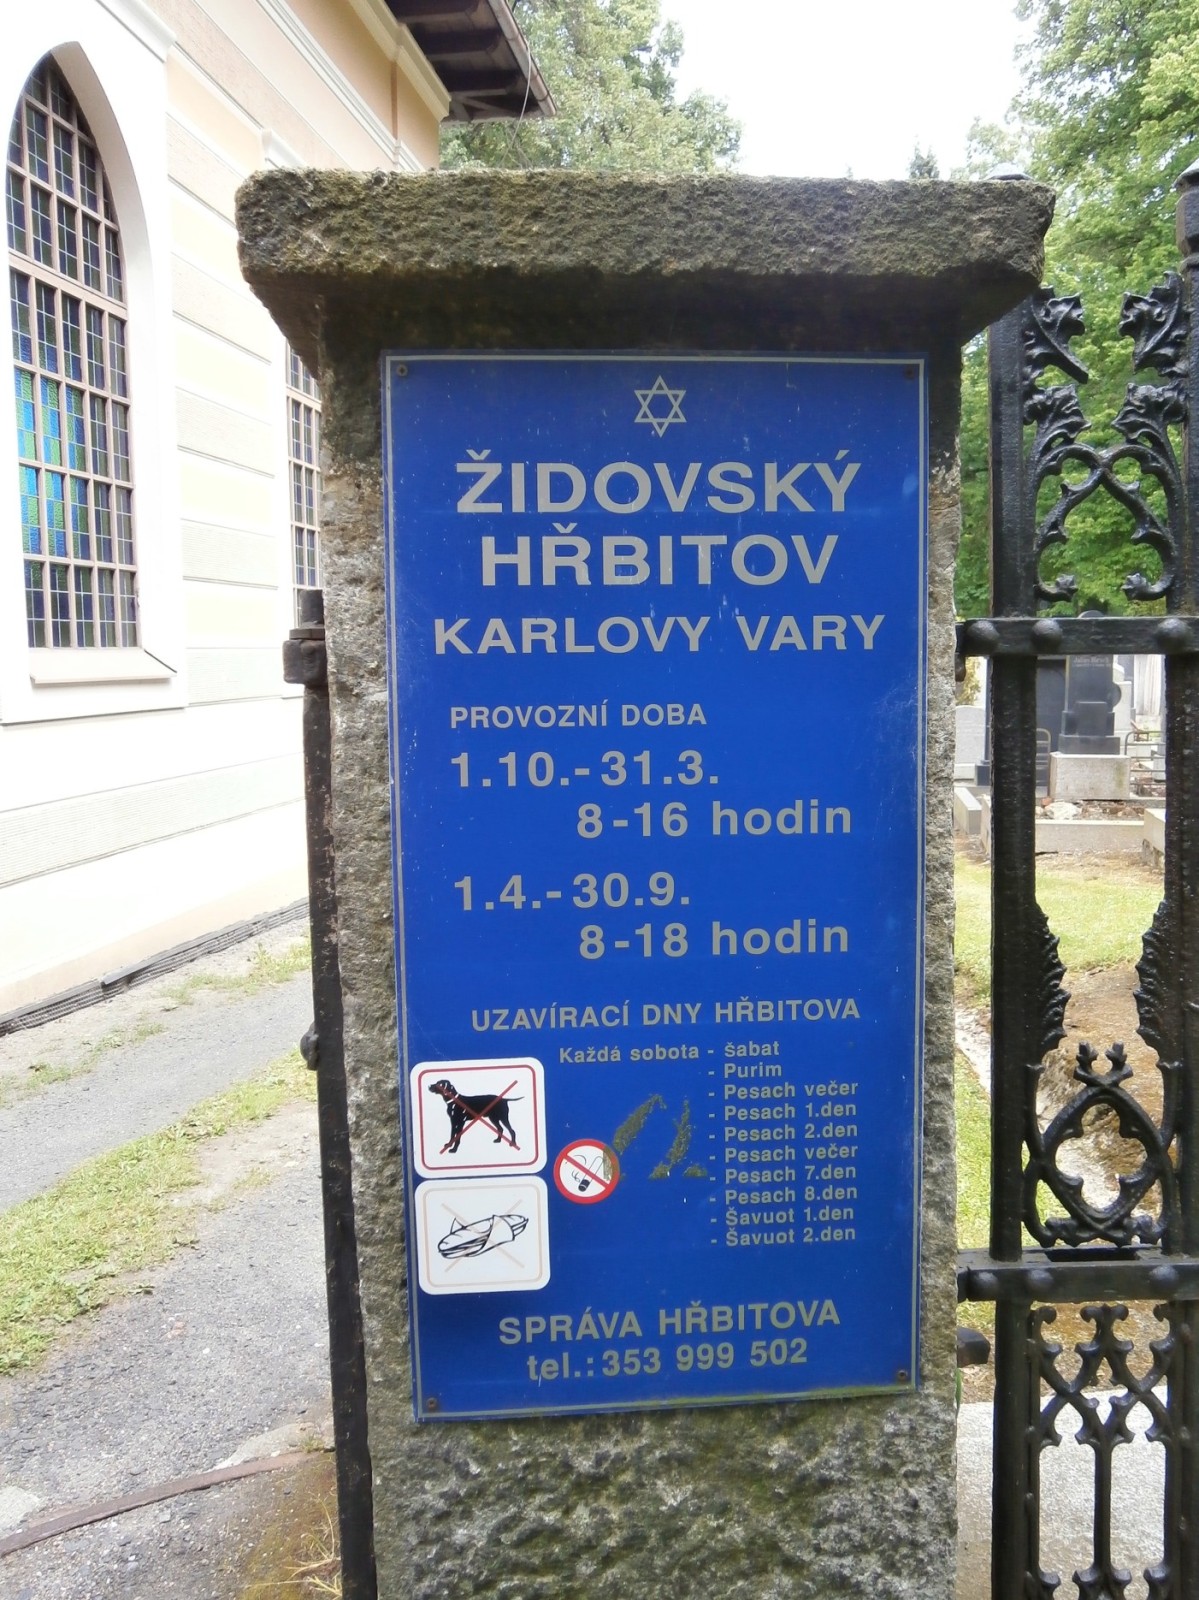 ŽIDOVSKÝ
HŘBITOV
KARLOVY VARY
PROVOZNÍ DOBA
1.10.-31.3.
8-16 hodin
1.4.-30.9.
8-18 hodin
UZAVÍRACÍ DNY HŘBITOVA
Každá sobota - šabat
- Purim
- Pesach večer
- Pesach 1.den
- Pesach 2.den
- Pesach večer
- Pesach 7.den
- Pesach 8.den
- Šavuot 1.den
- Šavuot 2.den
SPRÁVA HŘBITOVA
tel.: 353 999 502